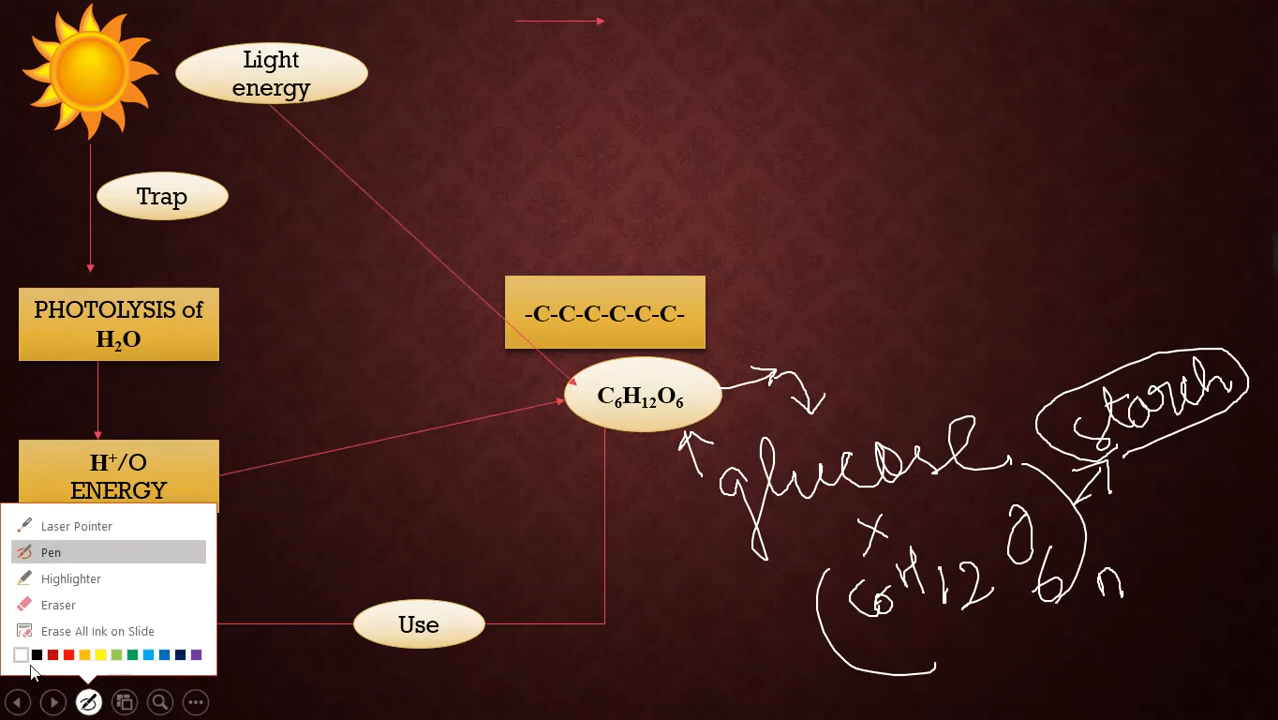 Light
energy
Trap
PHOTOLYSIS of
H₂O
-C-C-C-C-C-C-
C₆H₁₂O₆
starch
glucose
H⁺/O
ENERGY
x
(C6H12O6)n
Laser Pointer
Pen
Highlighter
Eraser
Erase All Ink on Slide
Use